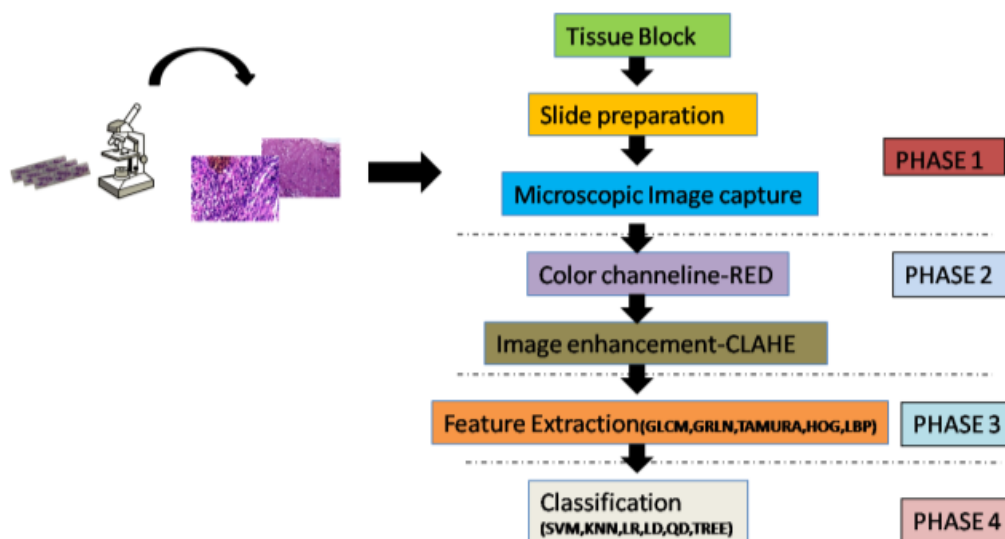 Tissue Block
Slide preparation
PHASE 1
Microscopic Image capture
Color channeline-RED
PHASE 2
Image enhancement-CLAHE
Feature Extraction(GLCM,GRLN,TAMURA,HOG,LBP)
PHASE 3
Classification
(SVM,KNN,LR,LD,QD,TREE)
PHASE 4